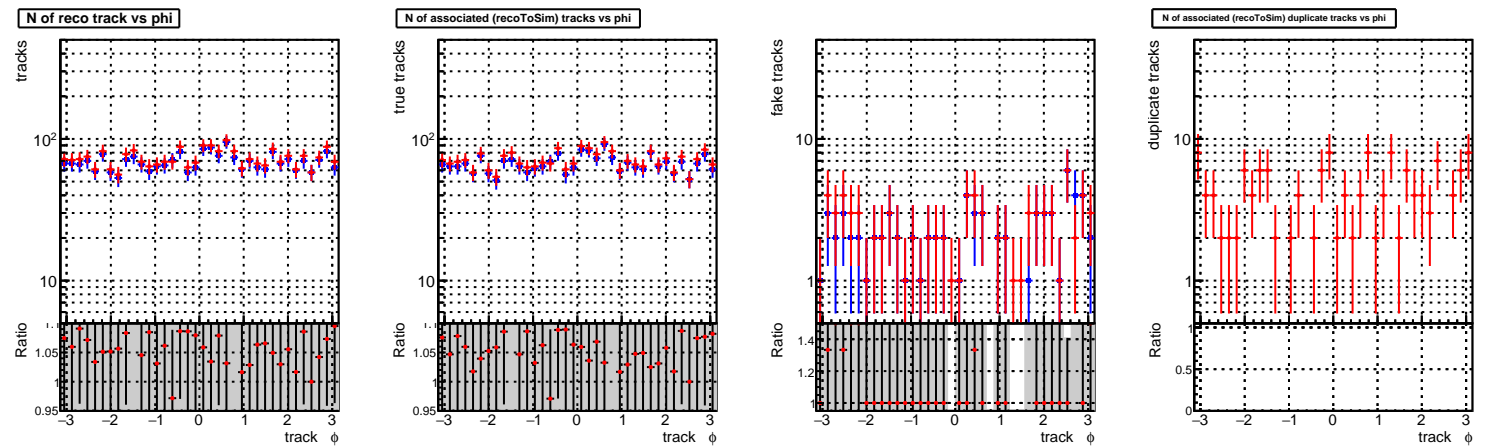 N of reco track vs phi
tracks
10²
10
Ratio
1.1
1.05
1
0.95
−3 −2 −1 0 1 2 3
track ϕ
N of associated (recoToSim) tracks vs phi
true tracks
10²
10
Ratio
1.1
1.05
1
0.95
−3 −2 −1 0 1 2 3
track ϕ
fake tracks
10
1
Ratio
1.4
1.2
1
−3 −2 −1 0 1 2 3
track ϕ
N of associated (recoToSim) duplicate tracks vs phi
duplicate tracks
10
1
Ratio
1
0.5
0
−3 −2 −1 0 1 2 3
track ϕ